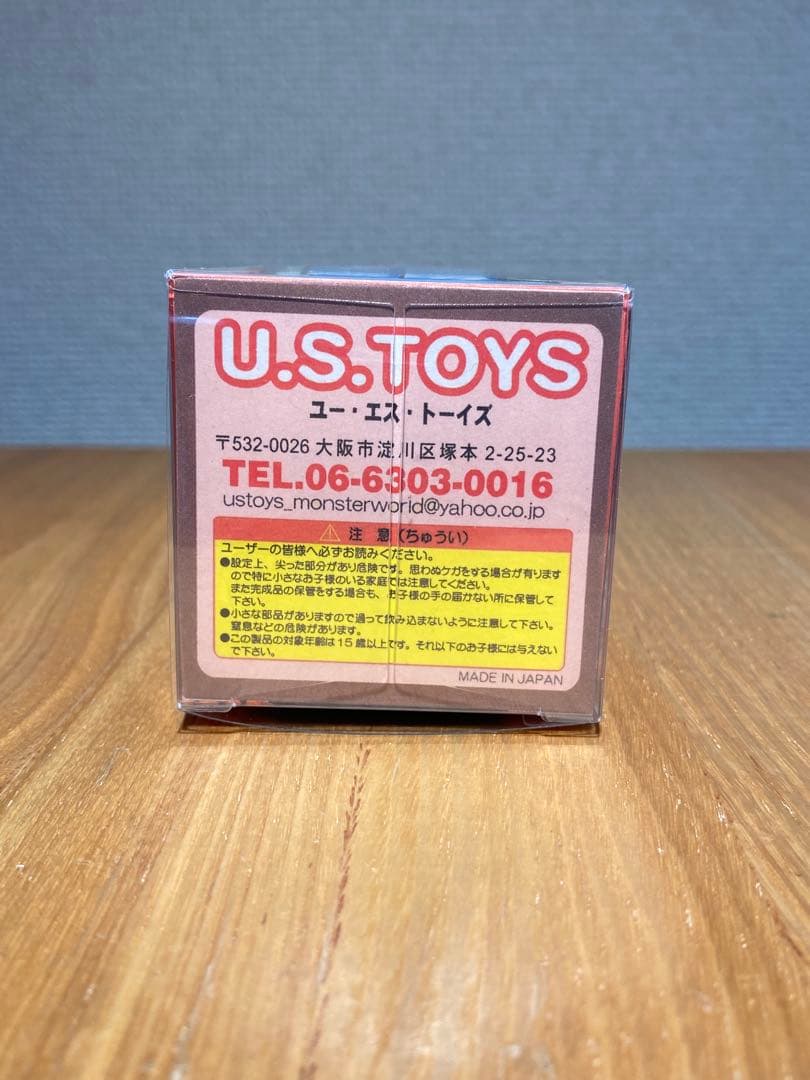 U.S.TOYS
ユー・エス・トーイズ
〒532-0026 大阪市淀川区塚本 2-25-23
TEL.06-6303-0016
ustoys_monsterworld@yahoo.co.jp
⚠ 注 意(ちゅうい)
ユーザーの皆様へ必ずお読みください。
●設定上、尖った部分があり危険です。思わぬケガをする場合が有ります
ので特に小さなお子様のいる家庭では注意してください。
また完成品の保管をする場合も、お子様の手の届かない所に保管して
下さい。
●小さな部品がありますので過って飲み込まないように注意して下さい。
窒息などの危険があります。
●この製品の対象年齢は15歳以上です。それ以下のお子様には与えない
で下さい。
MADE IN JAPAN